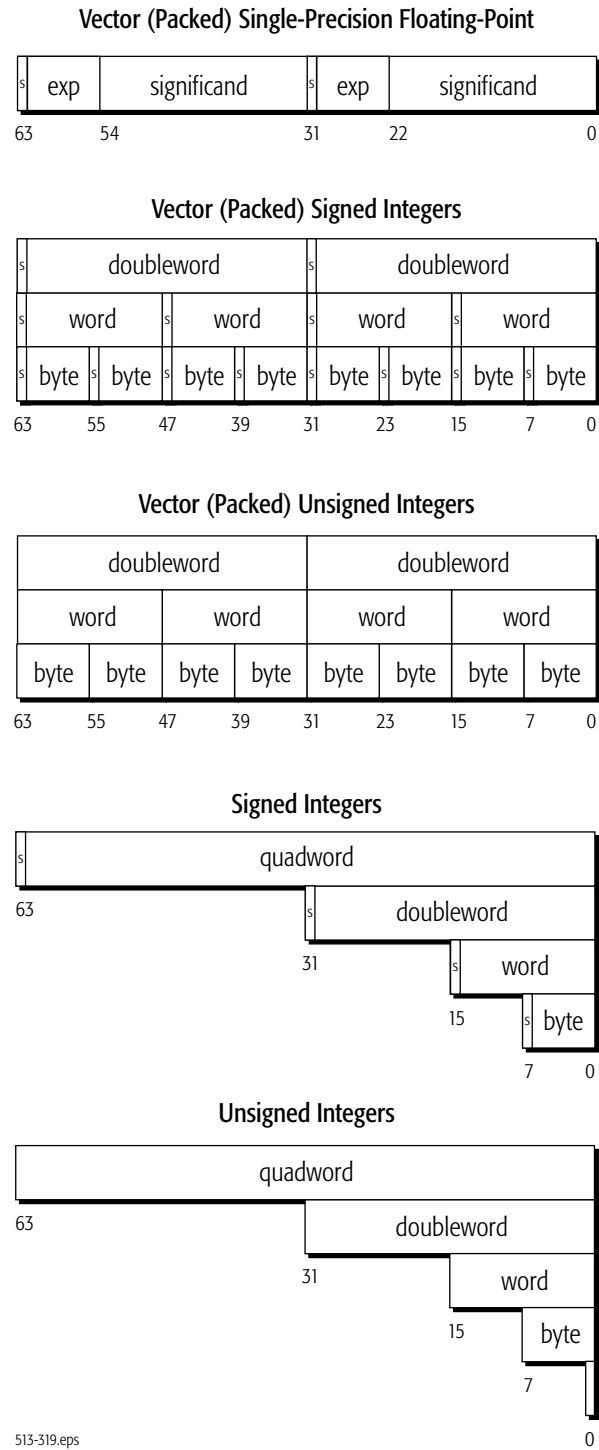 Vector (Packed) Single-Precision Floating-Point
s exp significand s exp significand
63 54 31 22 0
Vector (Packed) Signed Integers
s doubleword s doubleword
s word s word s word s word
s byte s byte s byte s byte s byte s byte s byte s byte
63 55 47 39 31 23 15 7 0
Vector (Packed) Unsigned Integers
doubleword doubleword
word word word word
byte byte byte byte byte byte byte byte
63 55 47 39 31 23 15 7 0
Signed Integers
s quadword
63 s doubleword
31 s word
15 s byte
7 0
Unsigned Integers
quadword
63 doubleword
31 word
15 byte
7
513-319.eps 0